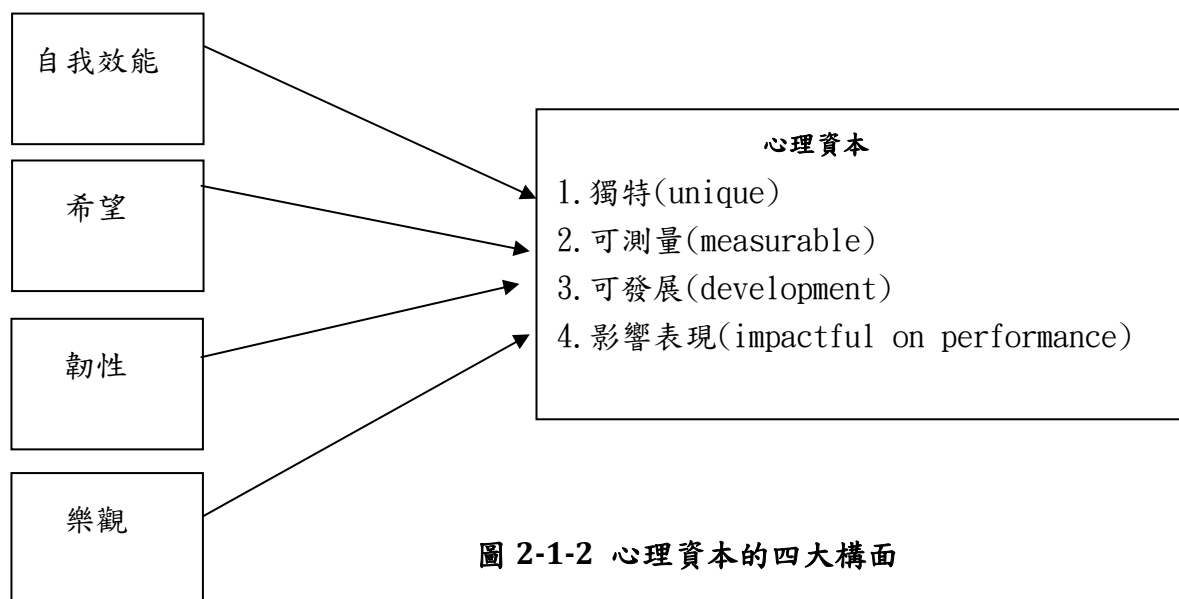 自我效能
希望
韌性
樂觀
心理資本
1.獨特(unique)
2.可測量(measurable)
3.可發展(development)
4.影響表現(impactful on performance)
圖 2-1-2 心理資本的四大構面